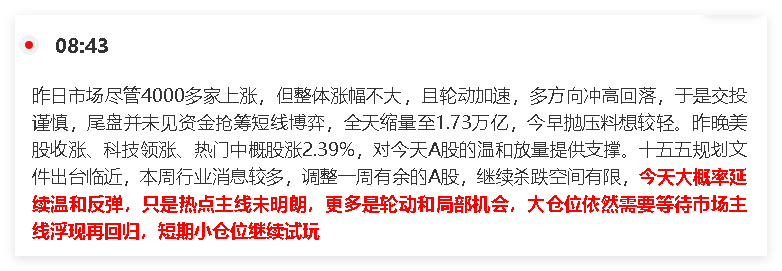 08:43
昨日市场尽管4000多家上涨，但整体涨幅不大，且轮动加速，多方向冲高回落，于是交投
谨慎，尾盘并未见资金抢筹短线博弈，全天缩量至1.73万亿，今早抛压料想较轻。昨晚美
股收涨、科技领涨、热门中概股涨2.39%，对今天A股的温和放量提供支撑。十五五规划文
件出台临近，本周行业消息较多，调整一周有余的A股，继续杀跌空间有限，今天大概率延
续温和反弹，只是热点主线未明朗，更多是轮动和局部机会，大仓位依然需要等待市场主
线浮现再回归，短期小仓位继续试玩